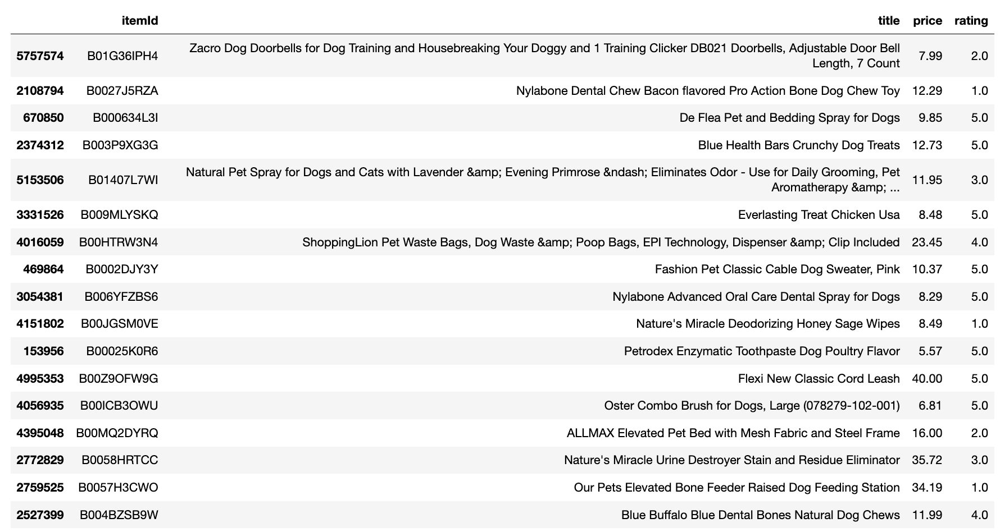 itemId title price rating
5757574 B01G36IPH4 Zacro Dog Doorbells for Dog Training and Housebreaking Your Doggy and 1 Training Clicker DB021 Doorbells, Adjustable Door Bell
Length, 7 Count 7.99 2.0
2108794 B0027J5RZA Nylabone Dental Chew Bacon flavored Pro Action Bone Dog Chew Toy 12.29 1.0
670850 B000634L3I De Flea Pet and Bedding Spray for Dogs 9.85 5.0
2374312 B003P9XG3G Blue Health Bars Crunchy Dog Treats 12.73 5.0
5153506 B01407L7WI Natural Pet Spray for Dogs and Cats with Lavender &amp; Evening Primrose &ndash; Eliminates Odor - Use for Daily Grooming, Pet
Aromatherapy &amp; ... 11.95 3.0
3331526 B009MLYSKQ Everlasting Treat Chicken Usa 8.48 5.0
4016059 B00HTRW3N4 ShoppingLion Pet Waste Bags, Dog Waste &amp; Poop Bags, EPI Technology, Dispenser &amp; Clip Included 23.45 4.0
469864 B0002DJY3Y Fashion Pet Classic Cable Dog Sweater, Pink 10.37 5.0
3054381 B006YFZBS6 Nylabone Advanced Oral Care Dental Spray for Dogs 8.29 5.0
4151802 B00JGSM0VE Nature's Miracle Deodorizing Honey Sage Wipes 8.49 1.0
153956 B00025K0R6 Petrodex Enzymatic Toothpaste Dog Poultry Flavor 5.57 5.0
4995353 B00Z9OFW9G Flexi New Classic Cord Leash 40.00 5.0
4056935 B00ICB3OWU Oster Combo Brush for Dogs, Large (078279-102-001) 6.81 5.0
4395048 B00MQ2DYRQ ALLMAX Elevated Pet Bed with Mesh Fabric and Steel Frame 16.00 2.0
2772829 B0058HRTCC Nature's Miracle Urine Destroyer Stain and Residue Eliminator 35.72 3.0
2759525 B0057H3CWO Our Pets Elevated Bone Feeder Raised Dog Feeding Station 34.19 1.0
2527399 B004BZSB9W Blue Buffalo Blue Dental Bones Natural Dog Chews 11.99 4.0